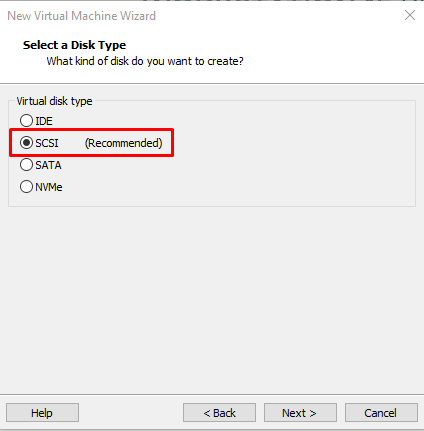 New Virtual Machine Wizard
Select a Disk Type
What kind of disk do you want to create?
Virtual disk type
IDE
SCSI (Recommended)
SATA
NVMe
Help < Back Next > Cancel